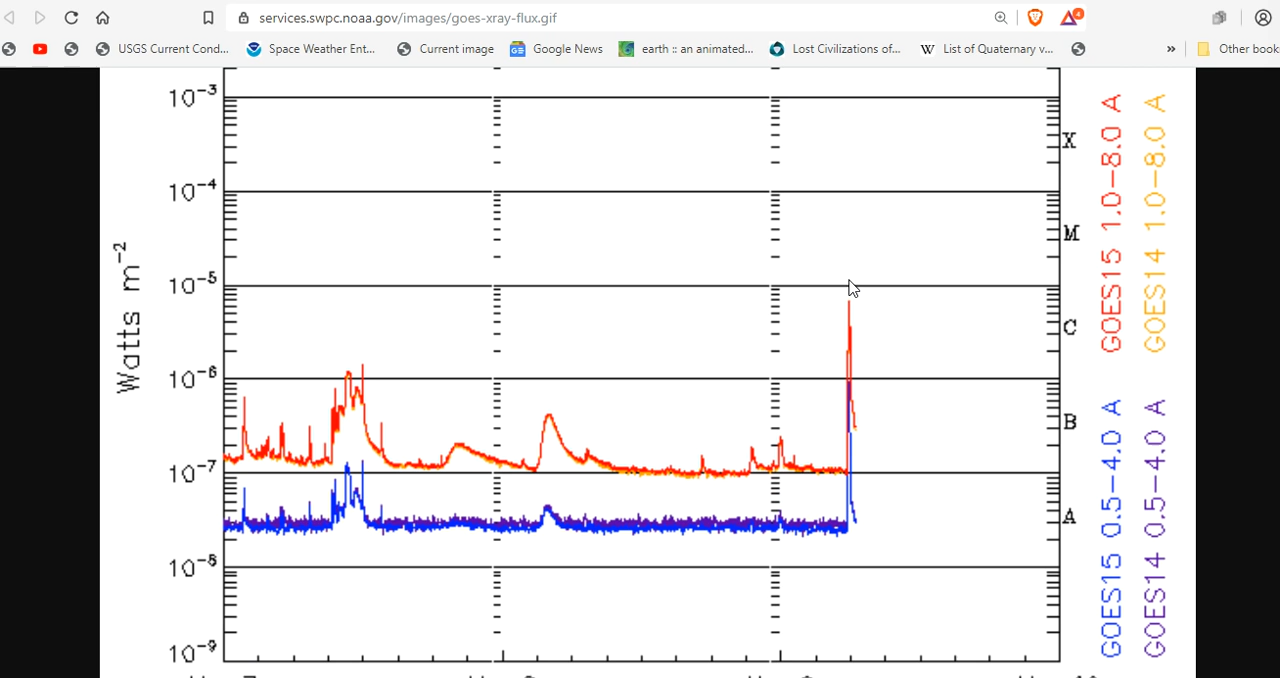 services.swpc.noaa.gov/images/goes-xray-flux.gif
4
USGS Current Cond...
Space Weather Ent...
Current image
Google News
earth :: an animated...
Lost Civilizations of...
W
List of Quaternary v...
»
Other book
10⁻³
10⁻⁴
10⁻⁵
10⁻⁶
10⁻⁷
10⁻⁸
10⁻⁹
Watts m⁻²
X
M
C
B
A
GOES15 1.0−8.0 A
GOES14 1.0−8.0 A
GOES15 0.5−4.0 A
GOES14 0.5−4.0 A